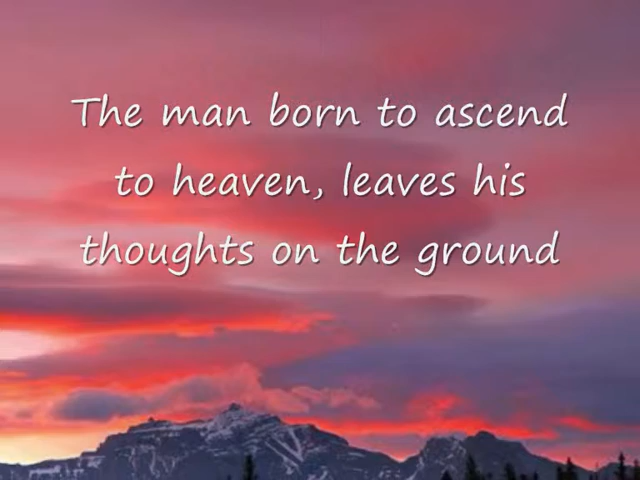 The man born to ascend
to heaven, leaves his
thoughts on the ground